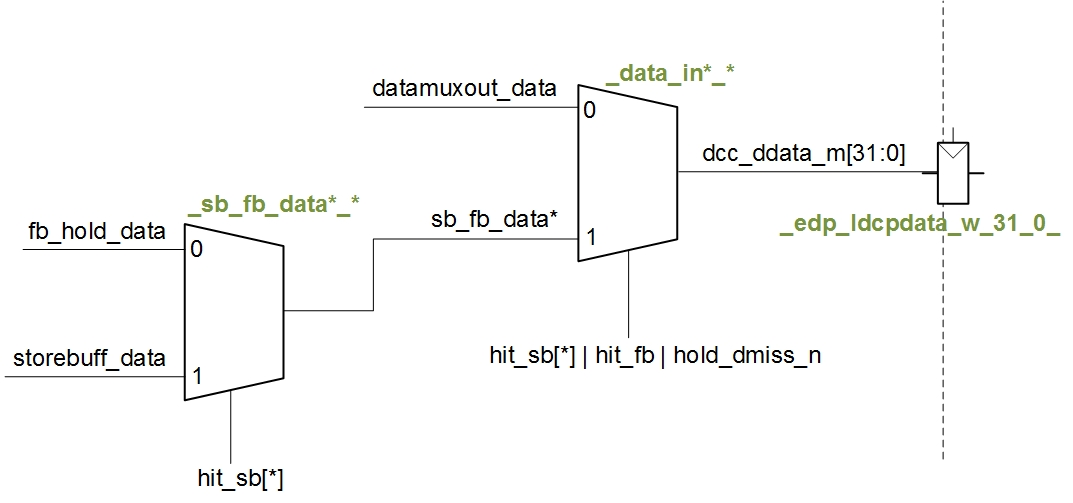 _data_in*_*
datamuxout_data
0
dcc_ddata_m[31:0]
_sb_fb_data*_*
sb_fb_data*
1
_edp_ldcpdata_w_31_0_
fb_hold_data
0
hit_sb[*] | hit_fb | hold_dmiss_n
storebuff_data
1
hit_sb[*]